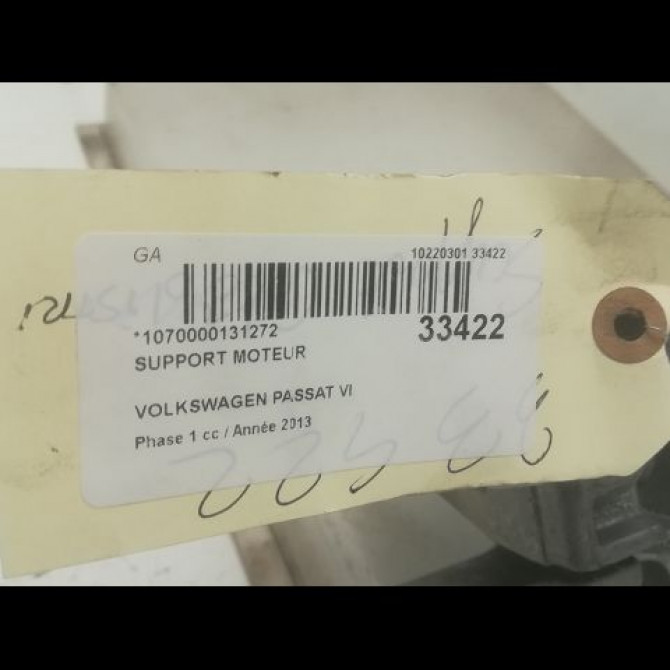 GA
10220301 33422
*1070000131272
33422
SUPPORT MOTEUR
VOLKSWAGEN PASSAT VI
Phase 1 cc / Année 2013